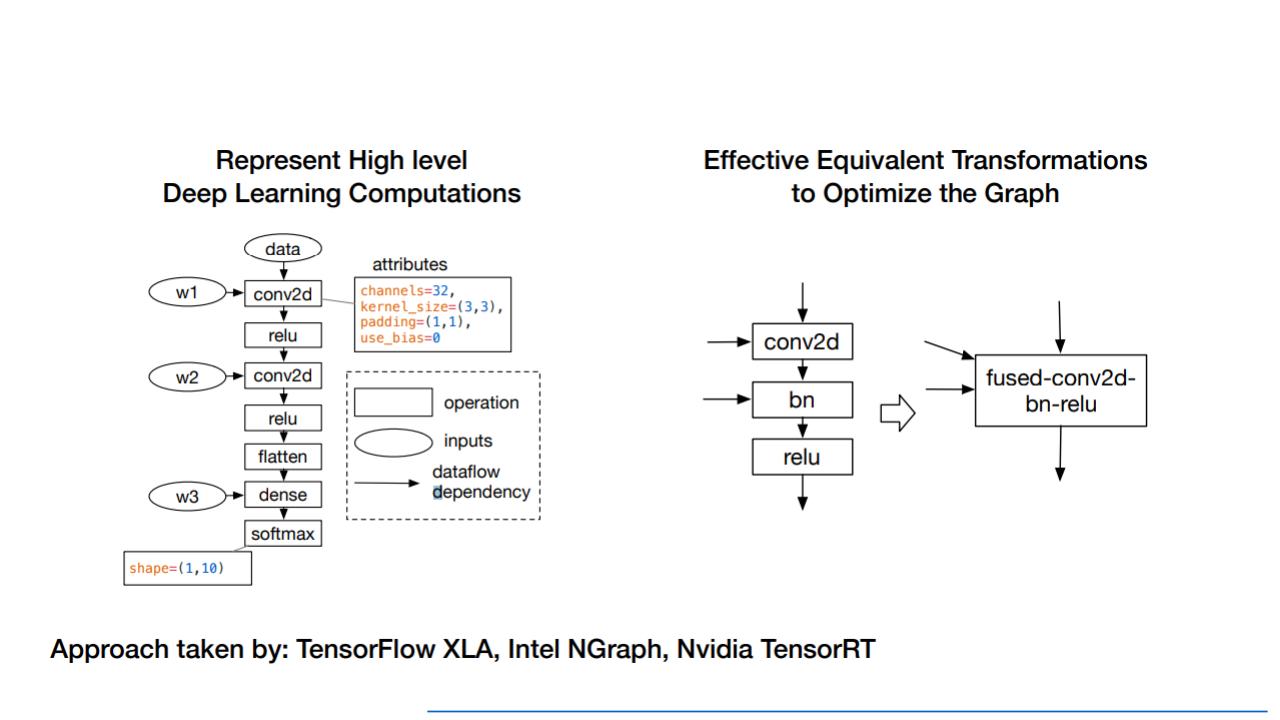 Represent High level
Deep Learning Computations
data
w1
conv2d
relu
w2
conv2d
relu
flatten
w3
dense
softmax
shape=(1,10)
attributes
channels=32,
kernel_size=(3,3),
padding=(1,1),
use_bias=0
operation
inputs
dataflow
dependency
Effective Equivalent Transformations
to Optimize the Graph
conv2d
bn
relu
fused-conv2d-
bn-relu
Approach taken by: TensorFlow XLA, Intel NGraph, Nvidia TensorRT